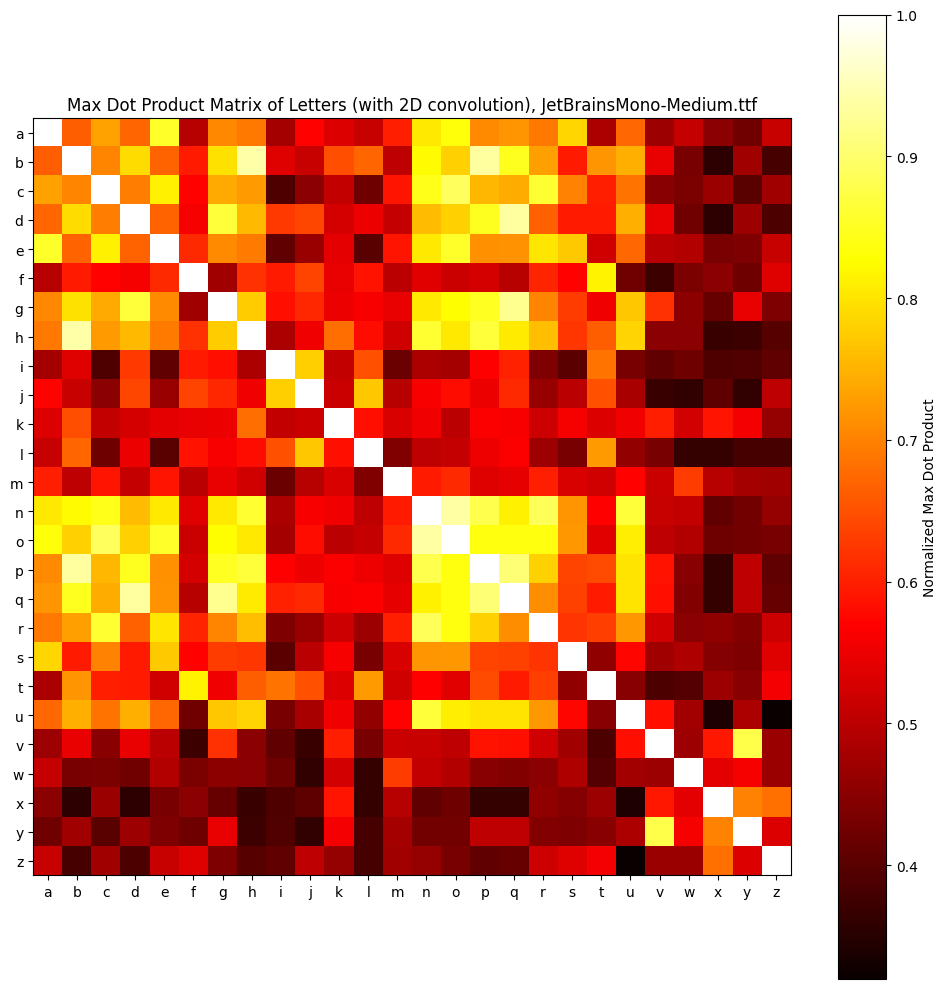 Max Dot Product Matrix of Letters (with 2D convolution), JetBrainsMono-Medium.ttf
a
b
c
d
e
f
g
h
i
j
k
l
m
n
o
p
q
r
s
t
u
v
w
x
y
z
a b c d e f g h i j k l m n o p q r s t u v w x y z
1.0
0.9
0.8
0.7
0.6
0.5
0.4
Normalized Max Dot Product